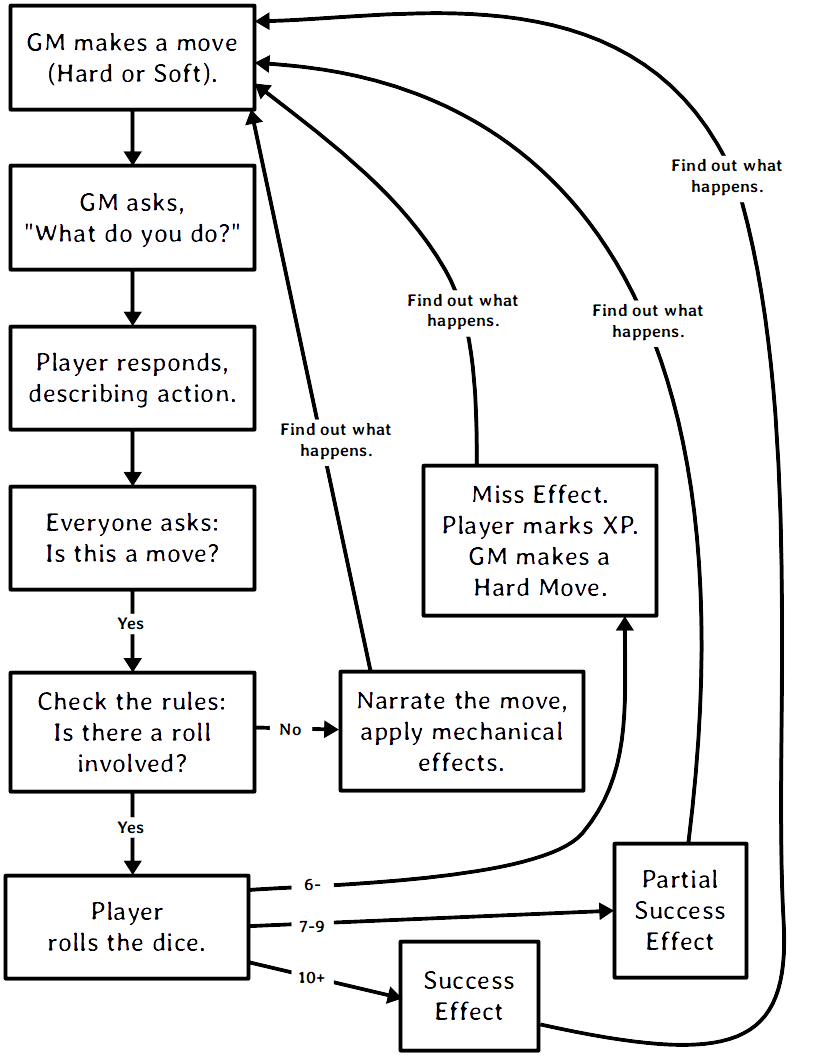 GM makes a move
(Hard or Soft).
GM asks,
"What do you do?"
Player responds,
describing action.
Everyone asks:
Is this a move?
Yes
Check the rules:
Is there a roll
involved?
No
Narrate the move,
apply mechanical
effects.
Find out what
happens.
Yes
Player
rolls the dice.
6-
Miss Effect.
Player marks XP.
GM makes a
Hard Move.
Find out what
happens.
7-9
Partial
Success
Effect
Find out what
happens.
10+
Success
Effect
Find out what
happens.